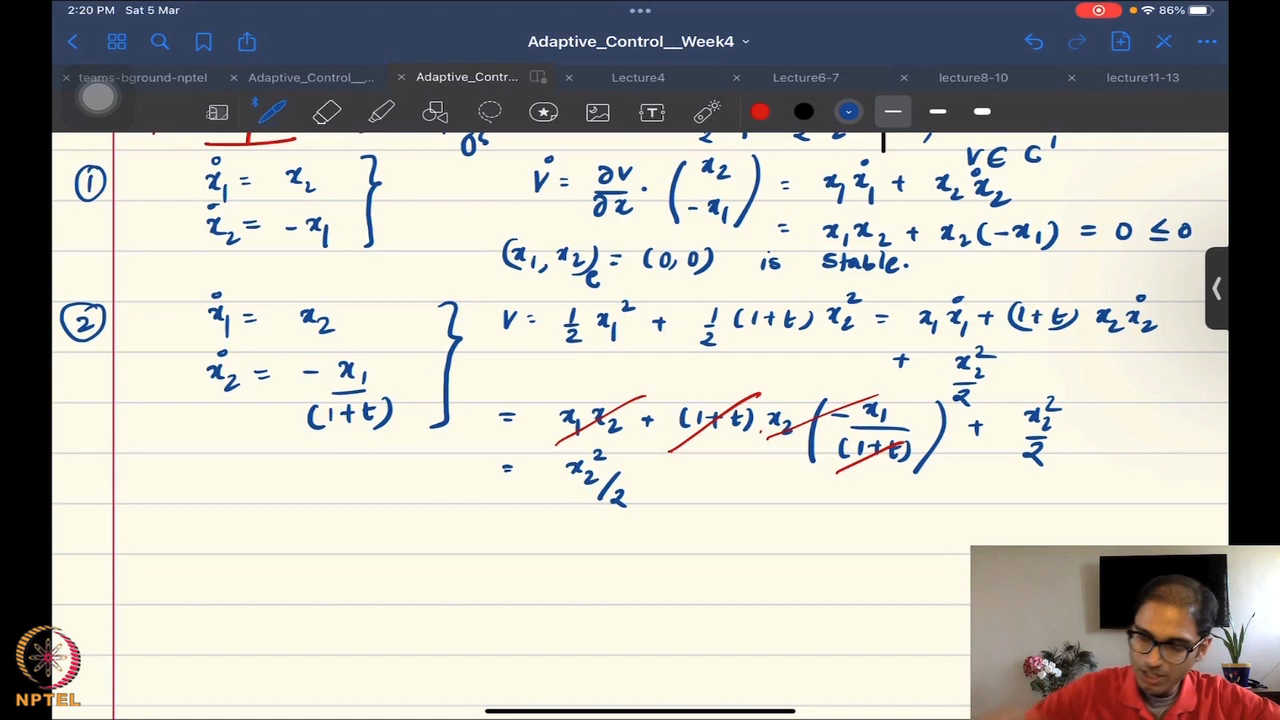 2:20 PM Sat 5 Mar
86%
Adaptive_Control__Week4
teams-bground-nptel
Adaptive_Control__...
Adaptive_Contr...
Lecture4
Lecture6-7
lecture8-10
lecture11-13
V ∈ C¹
① ẋ₁ = x₂
ẋ₂ = -x₁
V̇ = ∂V/∂x · (x₂ -x₁) = x₁ẋ₁ + x₂ẋ₂
= x₁x₂ + x₂(-x₁) = 0 ≤ 0
(x₁, x₂)ₑ = (0, 0) is stable.
② ẋ₁ = x₂
ẋ₂ = - x₁/(1+t)
V = 1/2 x₁² + 1/2 (1+t) x₂² = x₁ẋ₁ + (1+t) x₂ẋ₂
+ x₂²/2
= x₁x₂ + (1+t) . x₂ (-x₁/(1+t)) + x₂²/2
= x₂²/2
NPTEL